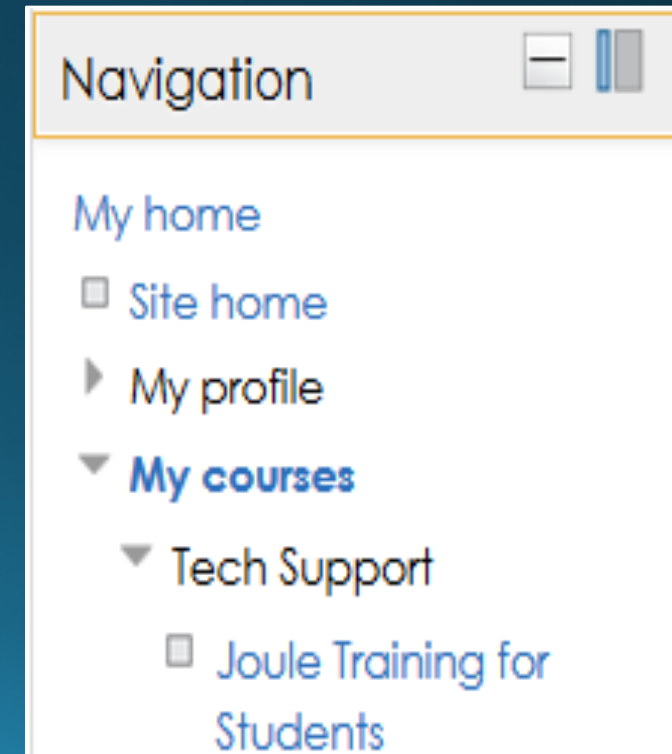 Navigation
My home
Site home
My profile
My courses
Tech Support
Joule Training for
Students